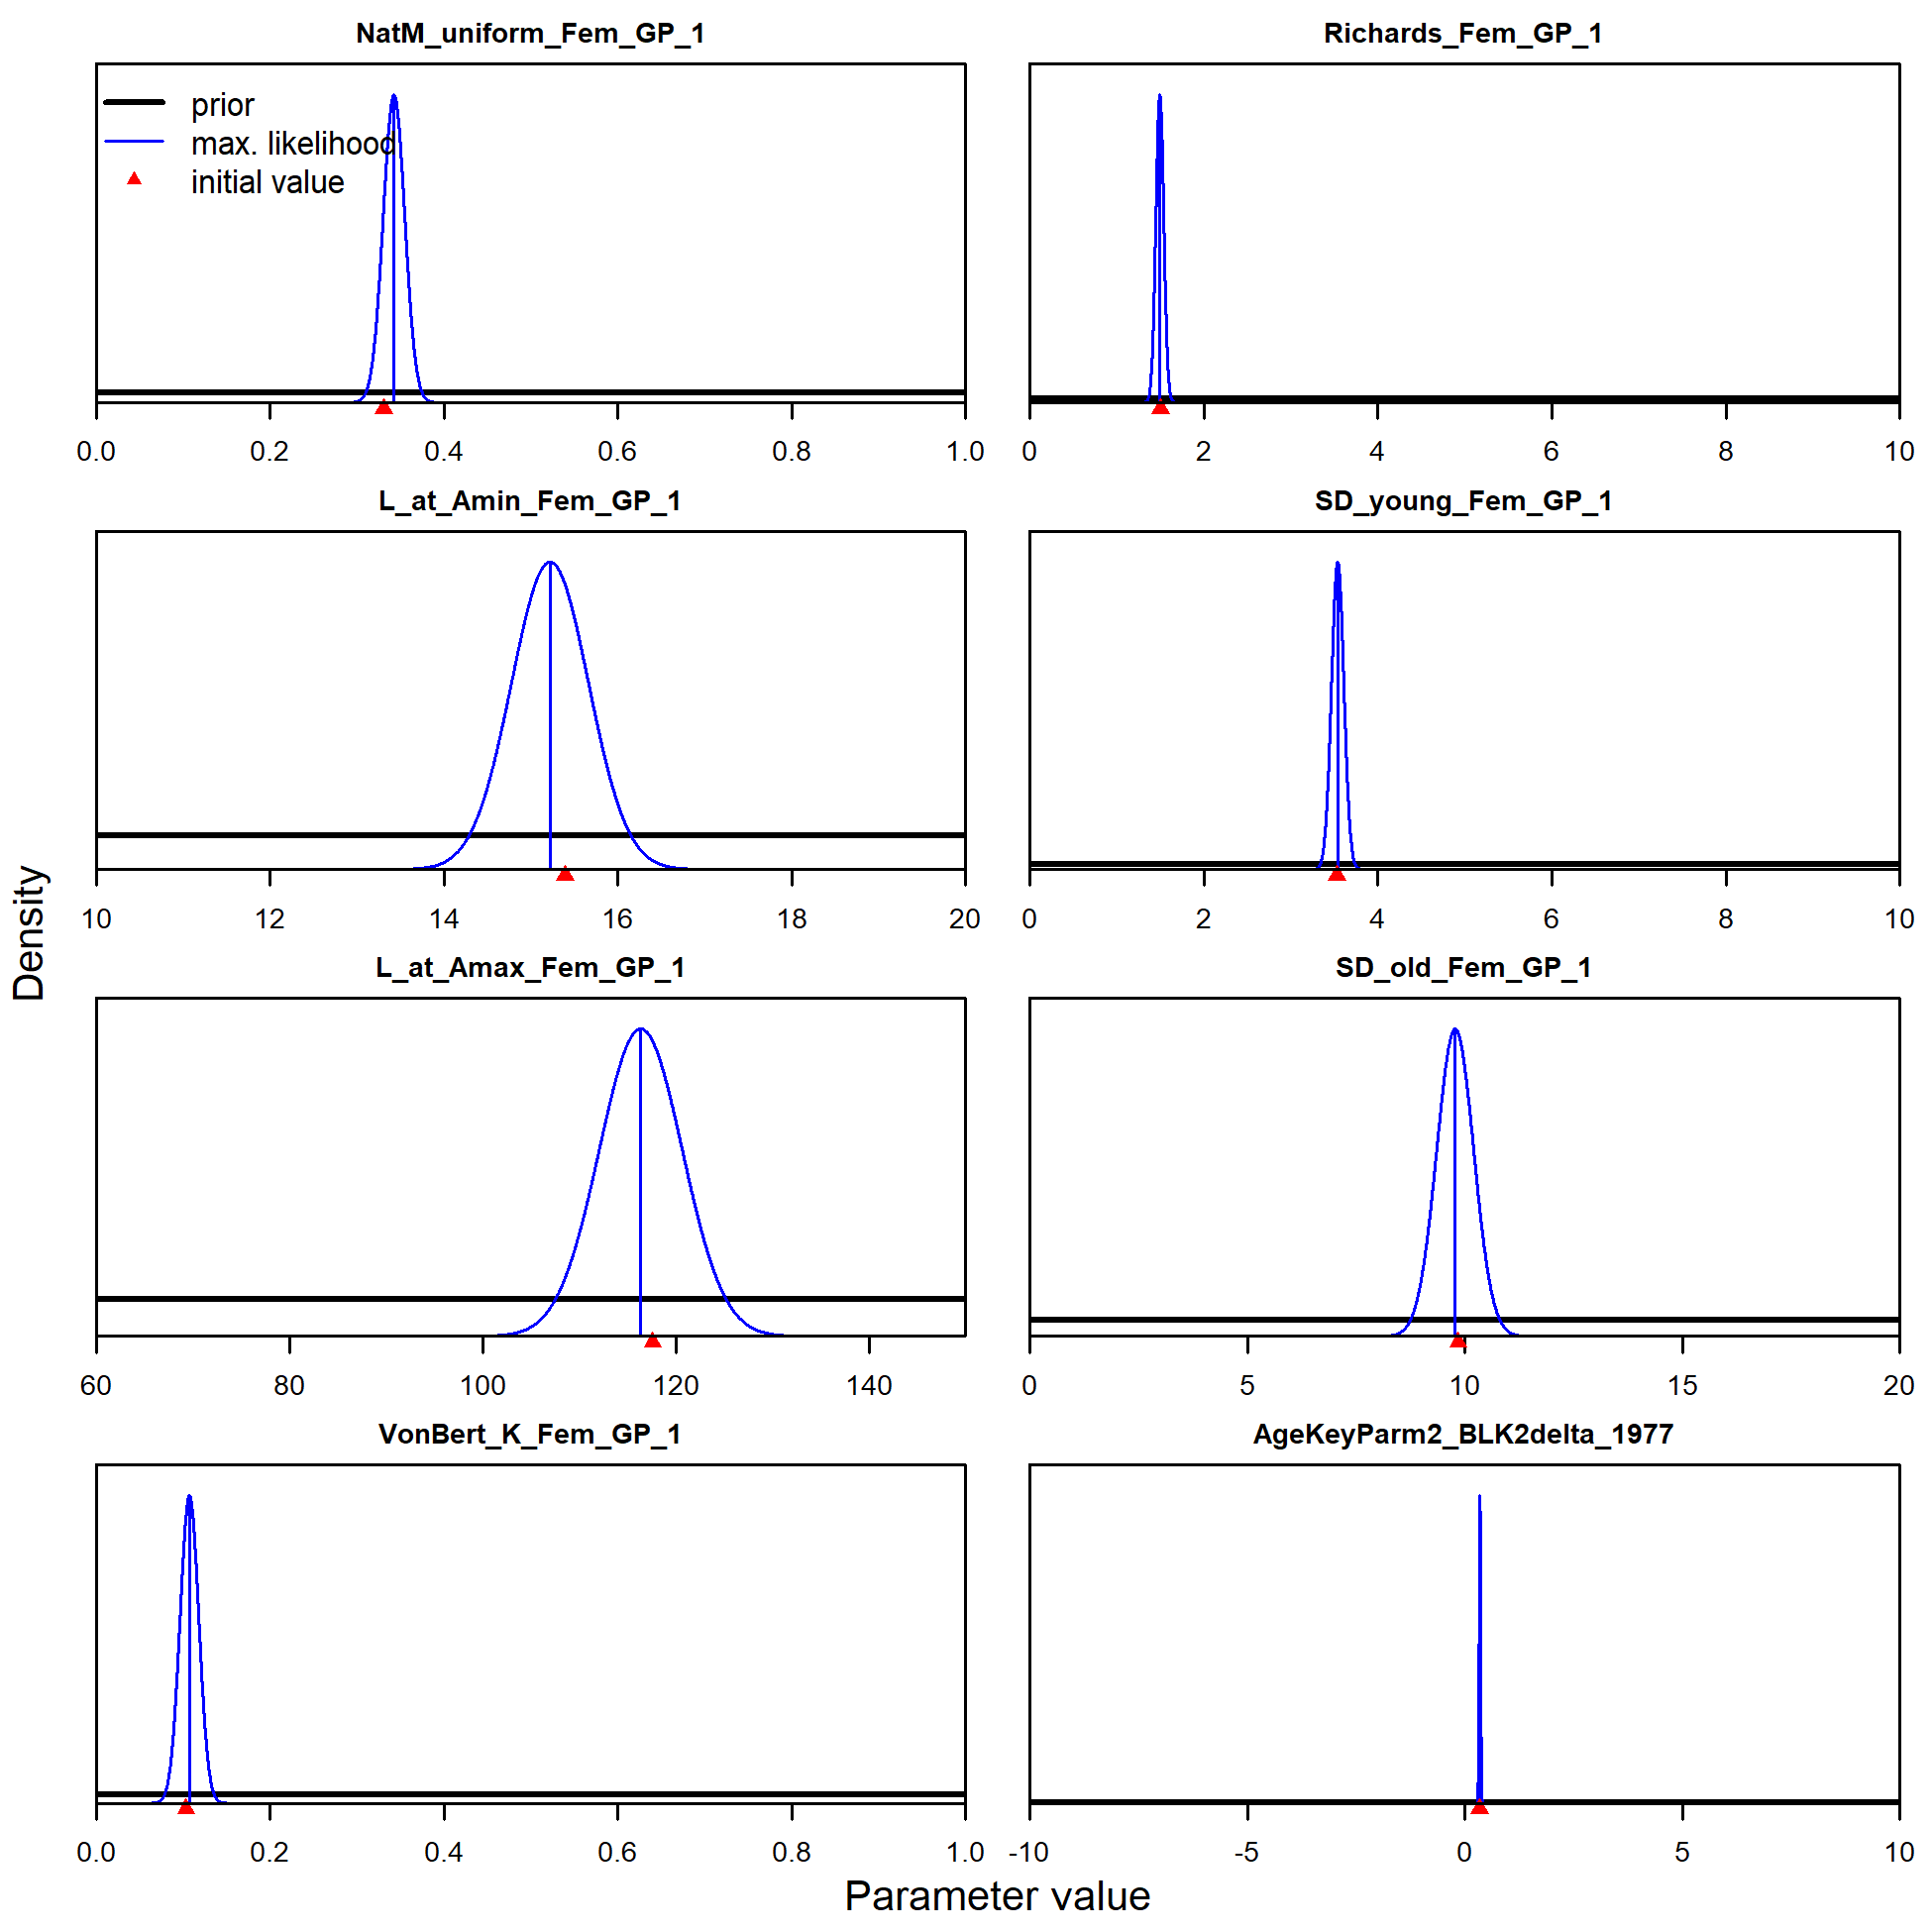 NatM_uniform_Fem_GP_1
prior
max. likelihood
initial value
0.0 0.2 0.4 0.6 0.8 1.0
Richards_Fem_GP_1
0 2 4 6 8 10
L_at_Amin_Fem_GP_1
10 12 14 16 18 20
SD_young_Fem_GP_1
0 2 4 6 8 10
L_at_Amax_Fem_GP_1
60 80 100 120 140
SD_old_Fem_GP_1
0 5 10 15 20
VonBert_K_Fem_GP_1
0.0 0.2 0.4 0.6 0.8 1.0
AgeKeyParm2_BLK2delta_1977
-10 -5 0 5 10
Density
Parameter value